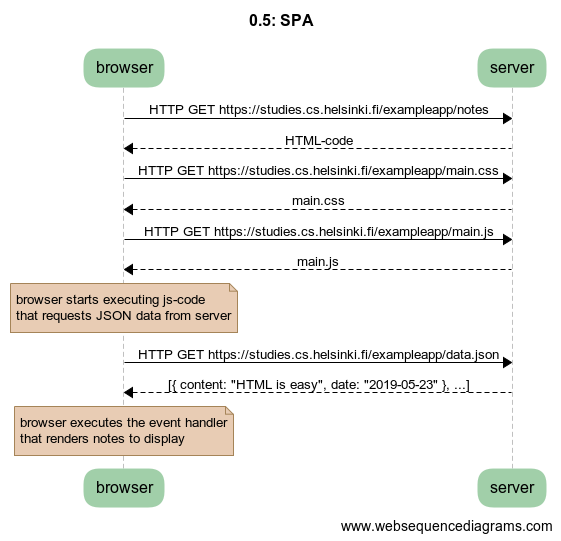 0.5: SPA
browser
server
HTTP GET https://studies.cs.helsinki.fi/exampleapp/notes
HTML-code
HTTP GET https://studies.cs.helsinki.fi/exampleapp/main.css
main.css
HTTP GET https://studies.cs.helsinki.fi/exampleapp/main.js
main.js
browser starts executing js-code
that requests JSON data from server
HTTP GET https://studies.cs.helsinki.fi/exampleapp/data.json
[{ content: "HTML is easy", date: "2019-05-23" }, ...]
browser executes the event handler
that renders notes to display
browser
server
www.websequencediagrams.com